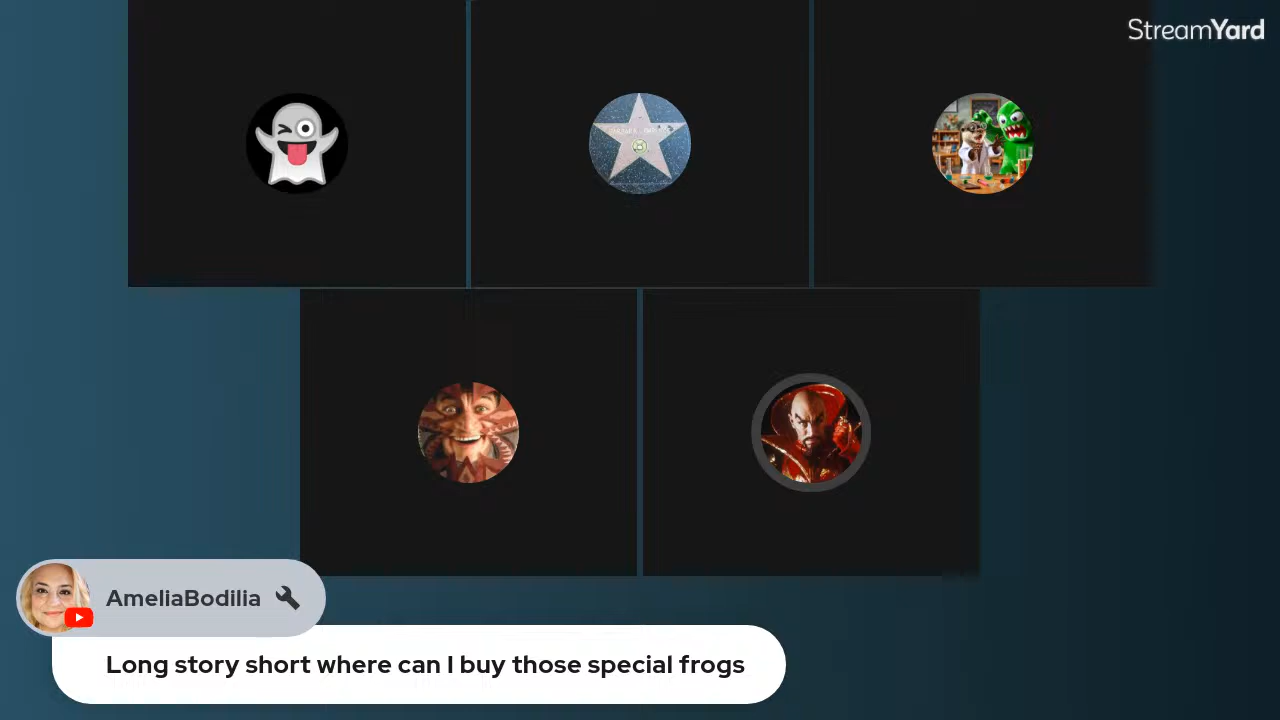 StreamYard
AmeliaBodilia
Long story short where can I buy those special frogs